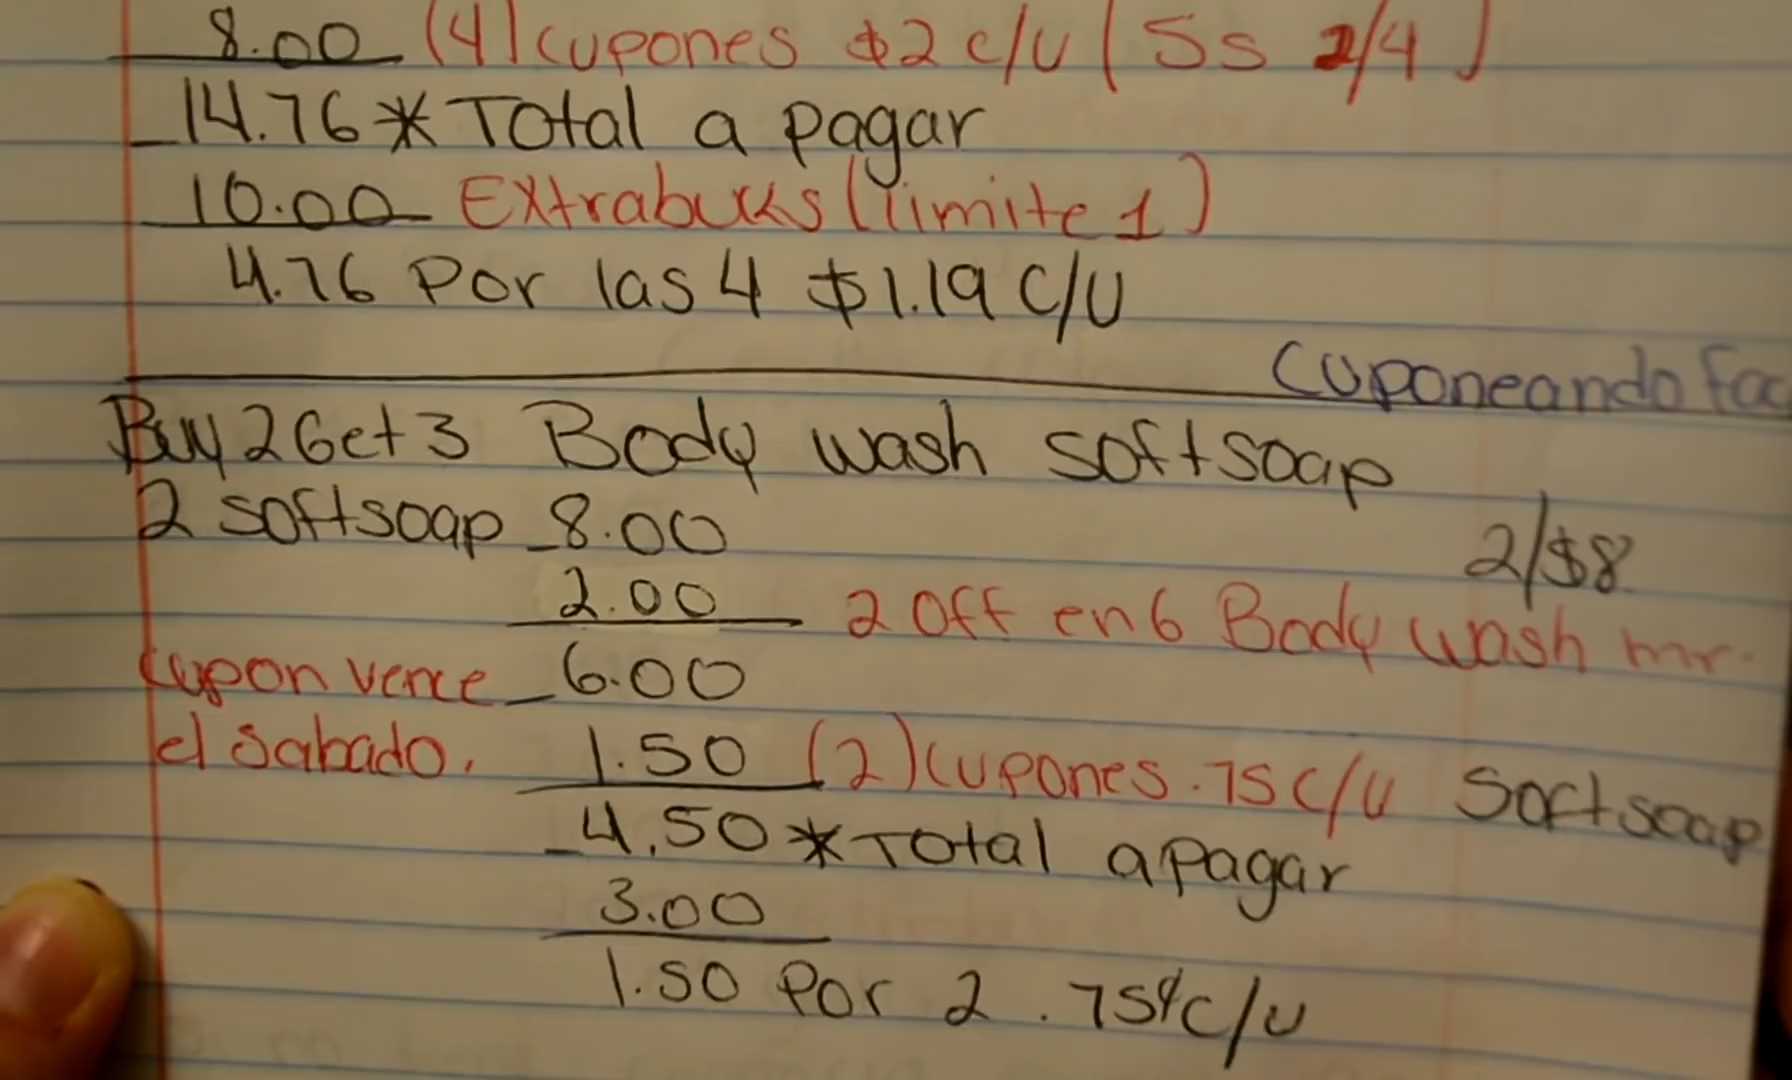 8.00 (4) cupones $2 c/u (Ss 2/4)
14.76 * Total a pagar
10.00 Extrabucks (limite 1)
4.76 Por las 4 $1.19 c/u
Cuponeando Fac
Buy 2 Get 3 Body wash softsoap
2 softsoap 8.00 2/$8
2.00 2 Off en 6 Body wash mr.
Cupon vence 6.00
el Sabado. 1.50 (2) cupones .75 c/u Softsoap
4.50 * Total a pagar
3.00
1.50 Por 2 .75¢ c/u